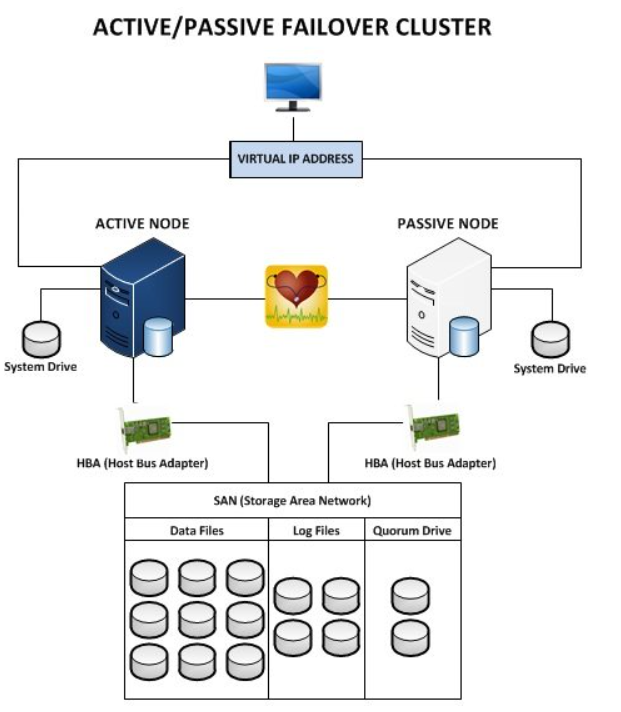 ACTIVE/PASSIVE FAILOVER CLUSTER
VIRTUAL IP ADDRESS
ACTIVE NODE
PASSIVE NODE
System Drive
System Drive
HBA (Host Bus Adapter)
HBA (Host Bus Adapter)
SAN (Storage Area Network)
Data Files
Log Files
Quorum Drive